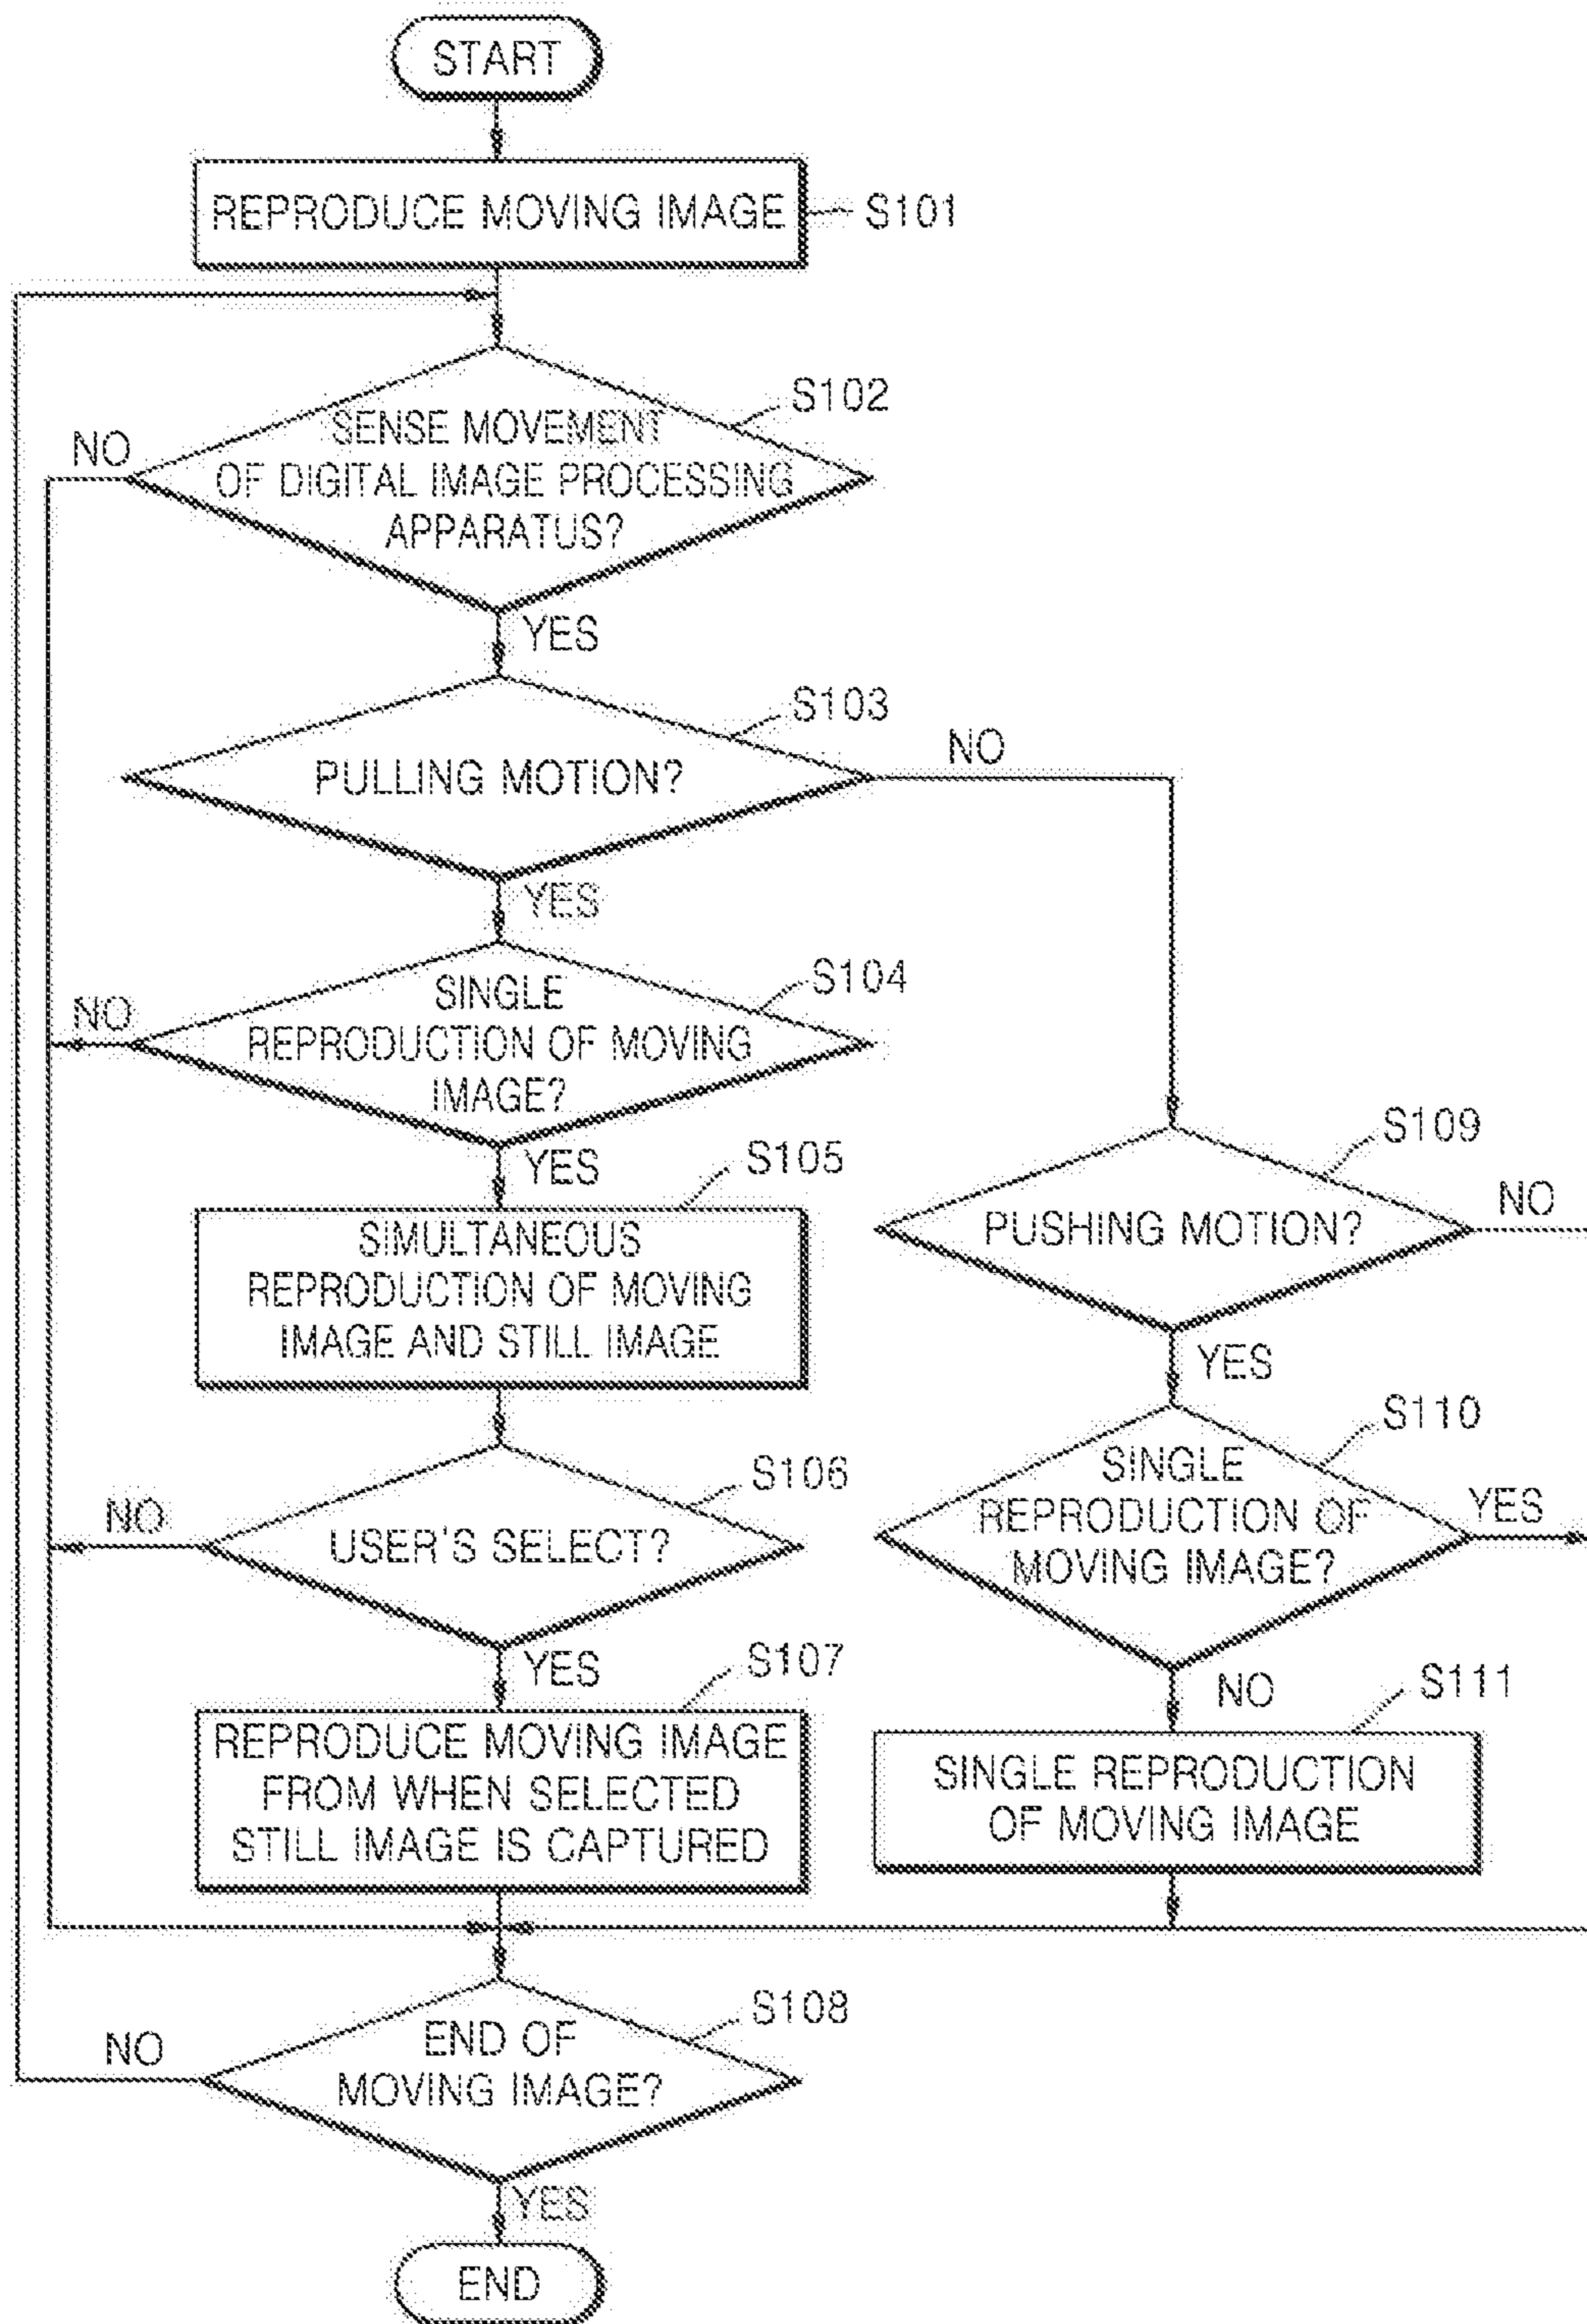 START
REPRODUCE MOVING IMAGE
S101
S102
SENSE MOVEMENT
OF DIGITAL IMAGE PROCESSING
APPARATUS?
NO
YES
S103
PULLING MOTION?
NO
YES
S104
SINGLE
REPRODUCTION OF MOVING
IMAGE?
NO
YES
S105
SIMULTANEOUS
REPRODUCTION OF MOVING
IMAGE AND STILL IMAGE
S106
USER'S SELECT?
NO
YES
S107
REPRODUCE MOVING IMAGE
FROM WHEN SELECTED
STILL IMAGE IS CAPTURED
S109
PUSHING MOTION?
NO
YES
S110
SINGLE
REPRODUCTION OF
MOVING IMAGE?
YES
NO
S111
SINGLE REPRODUCTION
OF MOVING IMAGE
S108
END OF
MOVING IMAGE?
NO
YES
END